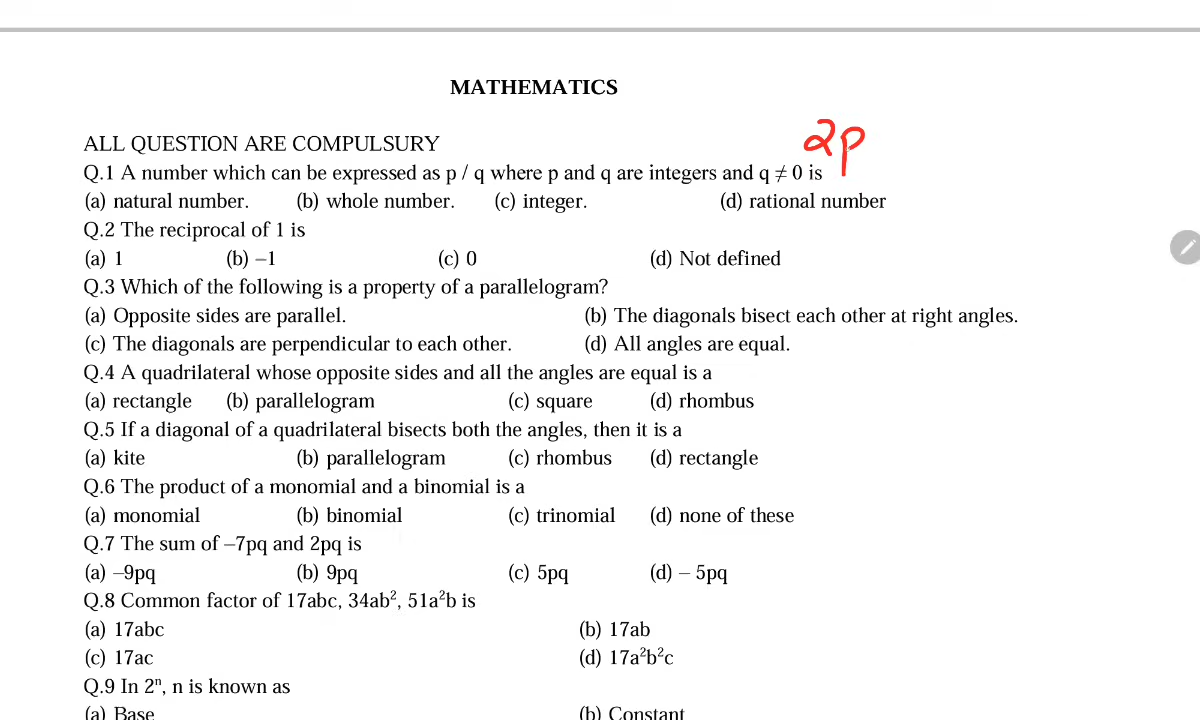 MATHEMATICS
ALL QUESTION ARE COMPULSURY
2p
Q.1 A number which can be expressed as p / q where p and q are integers and q ≠ 0 is
(a) natural number. (b) whole number. (c) integer. (d) rational number
Q.2 The reciprocal of 1 is
(a) 1 (b) –1 (c) 0 (d) Not defined
Q.3 Which of the following is a property of a parallelogram?
(a) Opposite sides are parallel. (b) The diagonals bisect each other at right angles.
(c) The diagonals are perpendicular to each other. (d) All angles are equal.
Q.4 A quadrilateral whose opposite sides and all the angles are equal is a
(a) rectangle (b) parallelogram (c) square (d) rhombus
Q.5 If a diagonal of a quadrilateral bisects both the angles, then it is a
(a) kite (b) parallelogram (c) rhombus (d) rectangle
Q.6 The product of a monomial and a binomial is a
(a) monomial (b) binomial (c) trinomial (d) none of these
Q.7 The sum of –7pq and 2pq is
(a) –9pq (b) 9pq (c) 5pq (d) – 5pq
Q.8 Common factor of 17abc, 34ab², 51a²b is
(a) 17abc (b) 17ab
(c) 17ac (d) 17a²b²c
Q.9 In 2ⁿ, n is known as
(a) Base (b) Constant